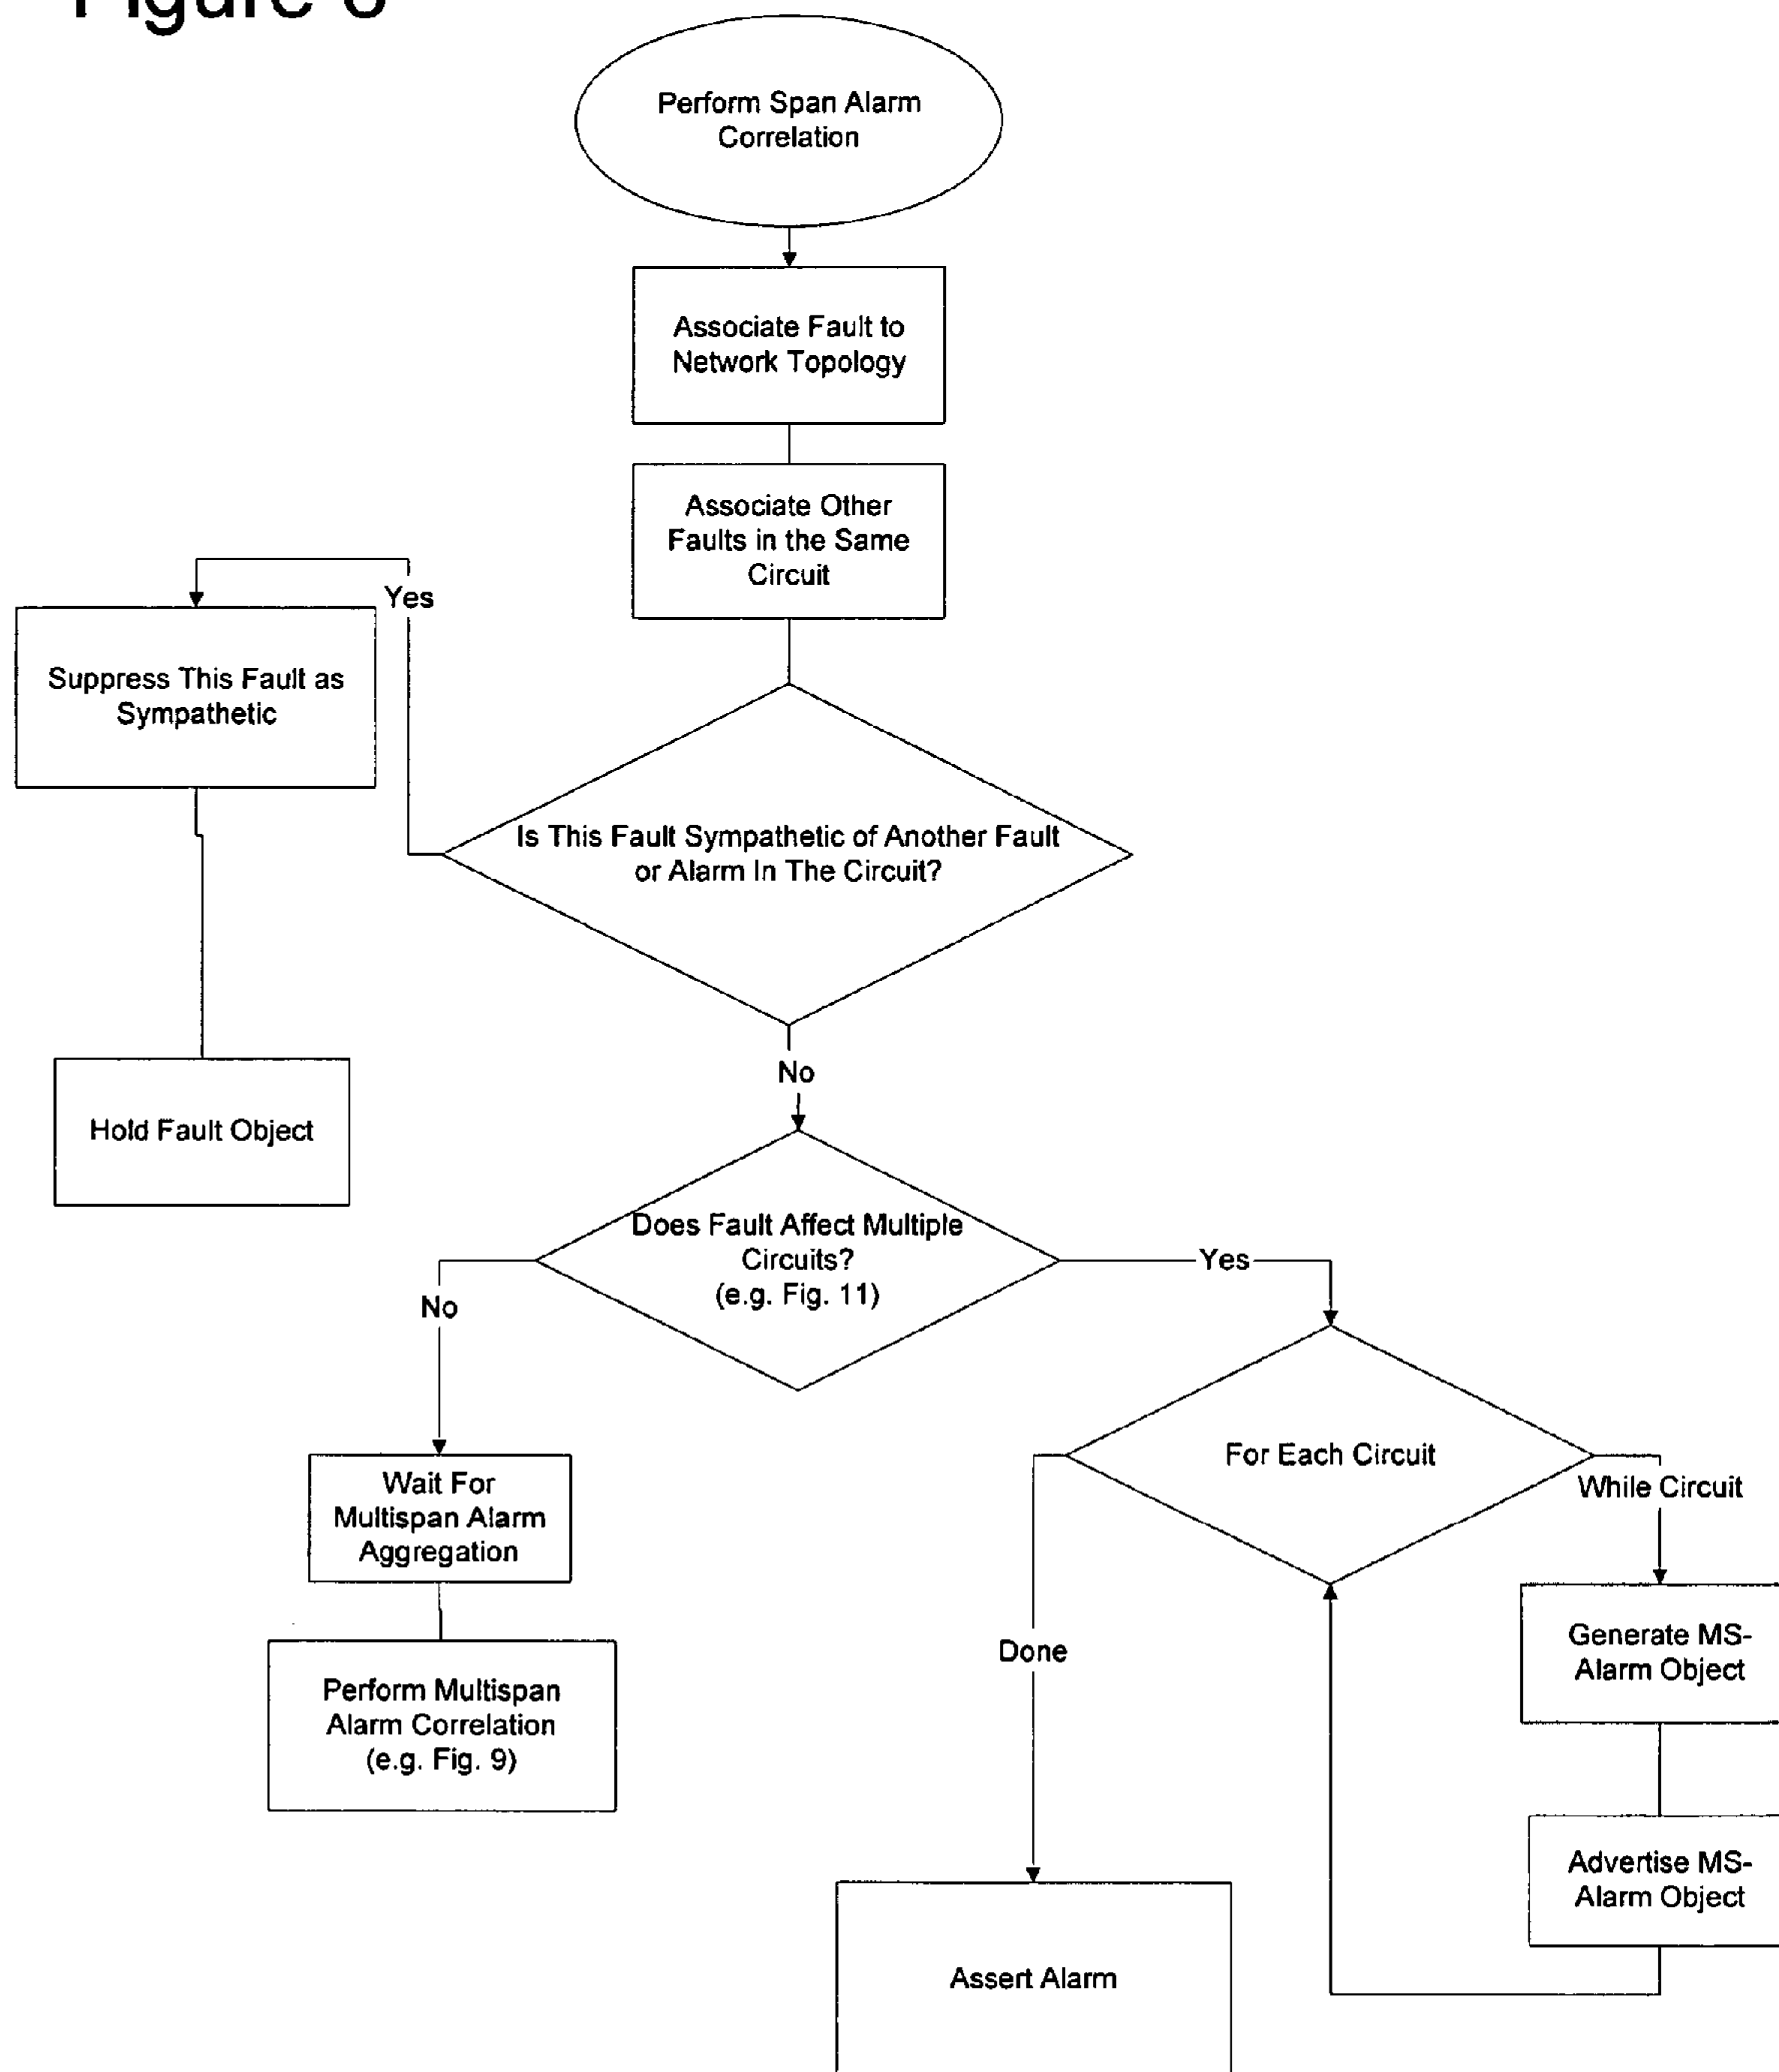 Figure
Perform Span Alarm
Correlation
Associate Fault to
Network Topology
Associate Other
Faults in the Same
Circuit
Yes
Suppress This Fault as
Sympathetic
Is This Fault Sympathetic of Another Fault
or Alarm In The Circuit?
No
Hold Fault Object
Does Fault Affect Multiple
Circuits?
(e.g. Fig. 11)
Yes
No
For Each Circuit
While Circuit
Wait For
Multispan Alarm
Aggregation
Generate MS-
Alarm Object
Done
Perform Multispan
Alarm Correlation
(e.g. Fig. 9)
Advertise MS-
Alarm Object
Assert Alarm